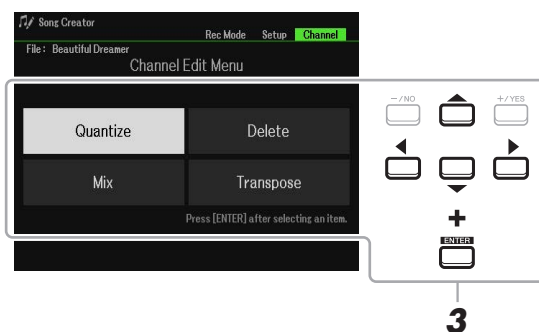 Song Creator
Rec Mode Setup Channel
File: Beautiful Dreamer
Channel Edit Menu
-/NO +/YES
Quantize Delete
Mix Transpose
Press [ENTER] after selecting an item.
+
ENTER
3